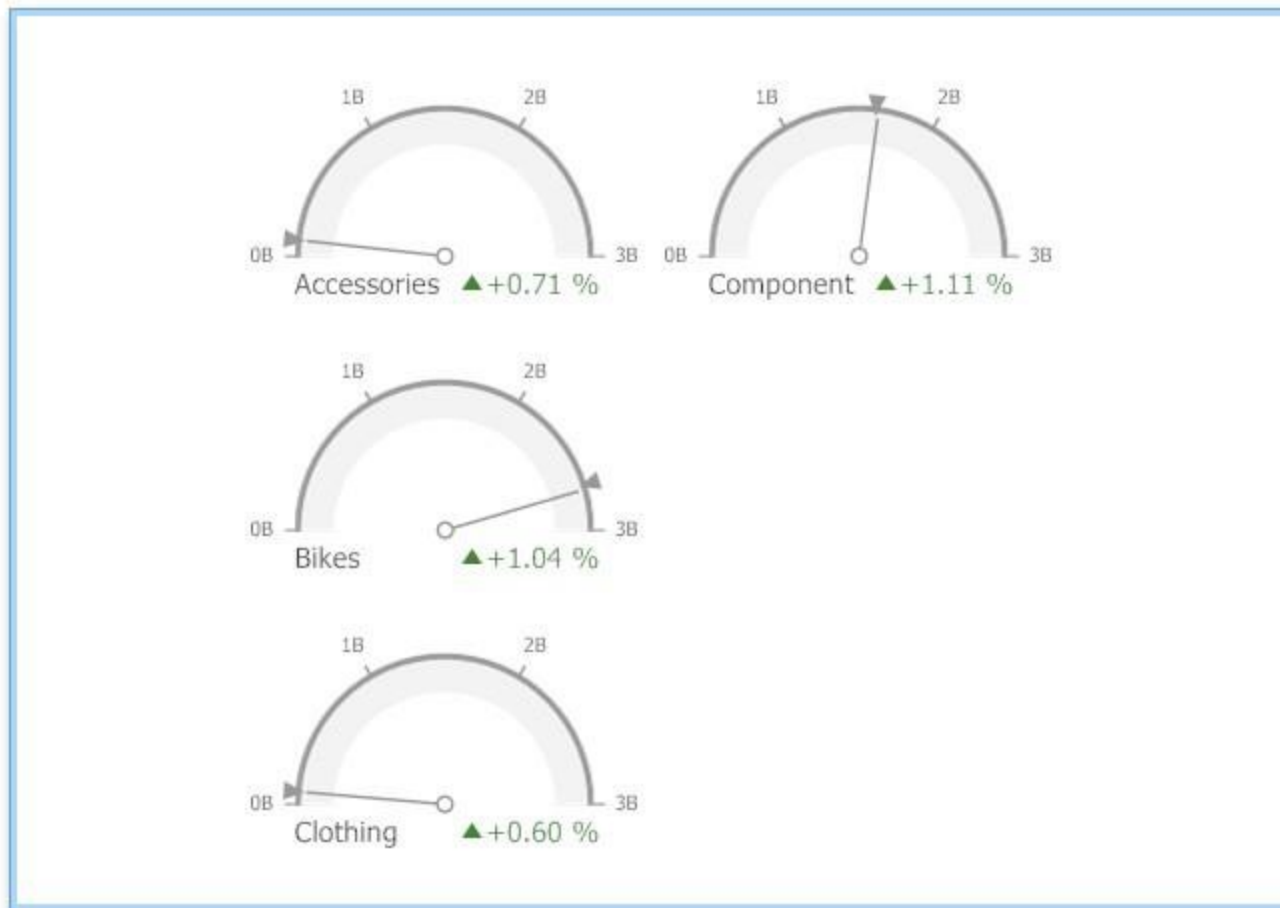 1B 2B
0B 3B
Accessories ▲+0.71 %
1B 2B
0B 3B
Component ▲+1.11 %
1B 2B
0B 3B
Bikes ▲+1.04 %
1B 2B
0B 3B
Clothing ▲+0.60 %